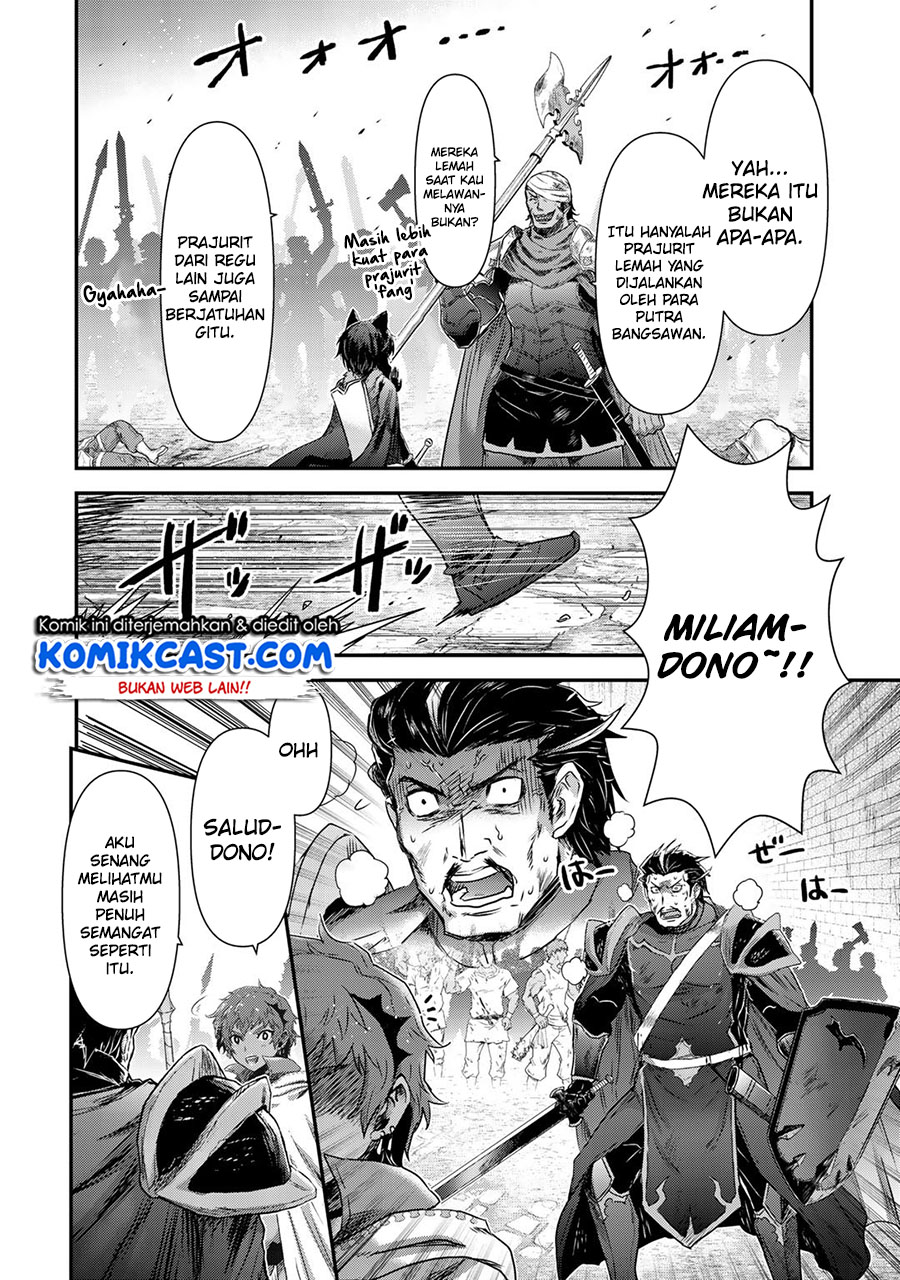 オオオ....
オオ...
YAH...
MEREKA ITU
BUKAN
APA-APA.
ITU HANYALAH
PRAJURIT
LEMAH YANG
DIJALANKAN
OLEH PARA
PUTRA
BANGSAWAN.
MEREKA
LEMAH
SAAT KAU
MELAWAN-
NYA
BUKAN?
Masih lebih
kuat para
prajurit
'fang'
PRAJURIT
DARI REGU
LAIN JUGA
SAMPAI
BERJATUHAN
GITU.
Gyahaha-
ザッ
ザッ
MILIAM-
DONO~!!
Komik ini diterjemahkan & diedit oleh
KOMIKCAST.COM
BUKAN WEB LAIN!!
ぜー
はー
はー
OHH
SALUD-
DONO!
AKU
SENANG
MELIHATMU
MASIH
PENUH
SEMANGAT
SEPERTI
ITU.